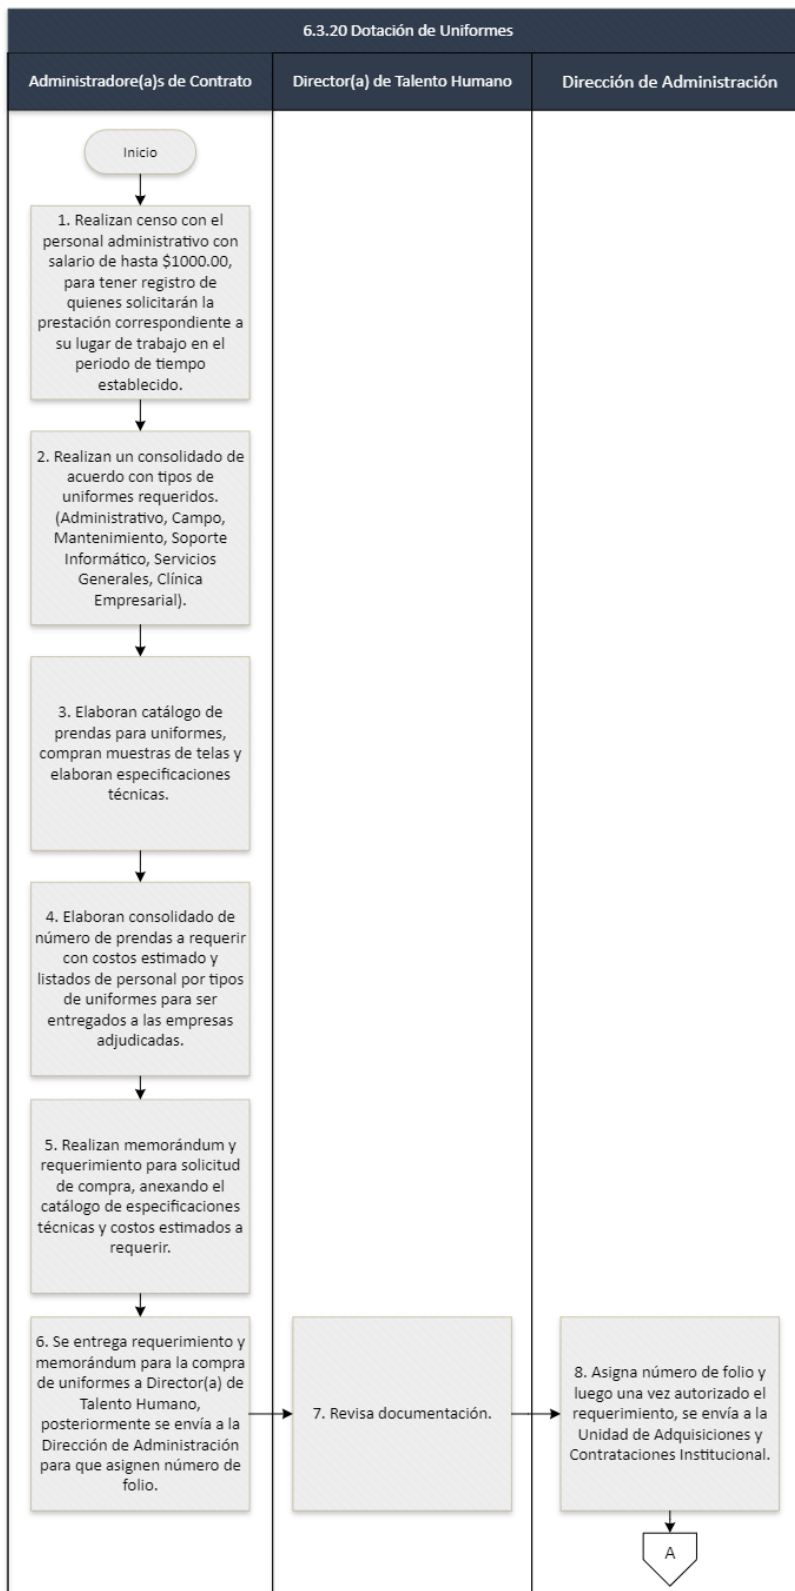 6.3.20 Dotación de Uniformes
Administradore(a)s de Contrato
Director(a) de Talento Humano
Dirección de Administración
Inicio
1. Realizan censo con el
personal administrativo con
salario de hasta $1000.00,
para tener registro de
quienes solicitarán la
prestación correspondiente a
su lugar de trabajo en el
periodo de tiempo
establecido.
2. Realizan un consolidado de
acuerdo con tipos de
uniformes requeridos.
(Administrativo, Campo,
Mantenimiento, Soporte
Informático, Servicios
Generales, Clínica
Empresarial).
3. Elaboran catálogo de
prendas para uniformes,
compran muestras de telas y
elaboran especificaciones
técnicas.
4. Elaboran consolidado de
número de prendas a requerir
con costos estimado y
listados de personal por tipos
de uniformes para ser
entregados a las empresas
adjudicadas.
5. Realizan memorándum y
requerimiento para solicitud
de compra, anexando el
catálogo de especificaciones
técnicas y costos estimados a
requerir.
6. Se entrega requerimiento y
memorándum para la compra
de uniformes a Director(a) de
Talento Humano,
posteriormente se envía a la
Dirección de Administración
para que asignen número de
folio.
7. Revisa documentación.
8. Asigna número de folio y
luego una vez autorizado el
requerimiento, se envía a la
Unidad de Adquisiciones y
Contrataciones Institucional.
A